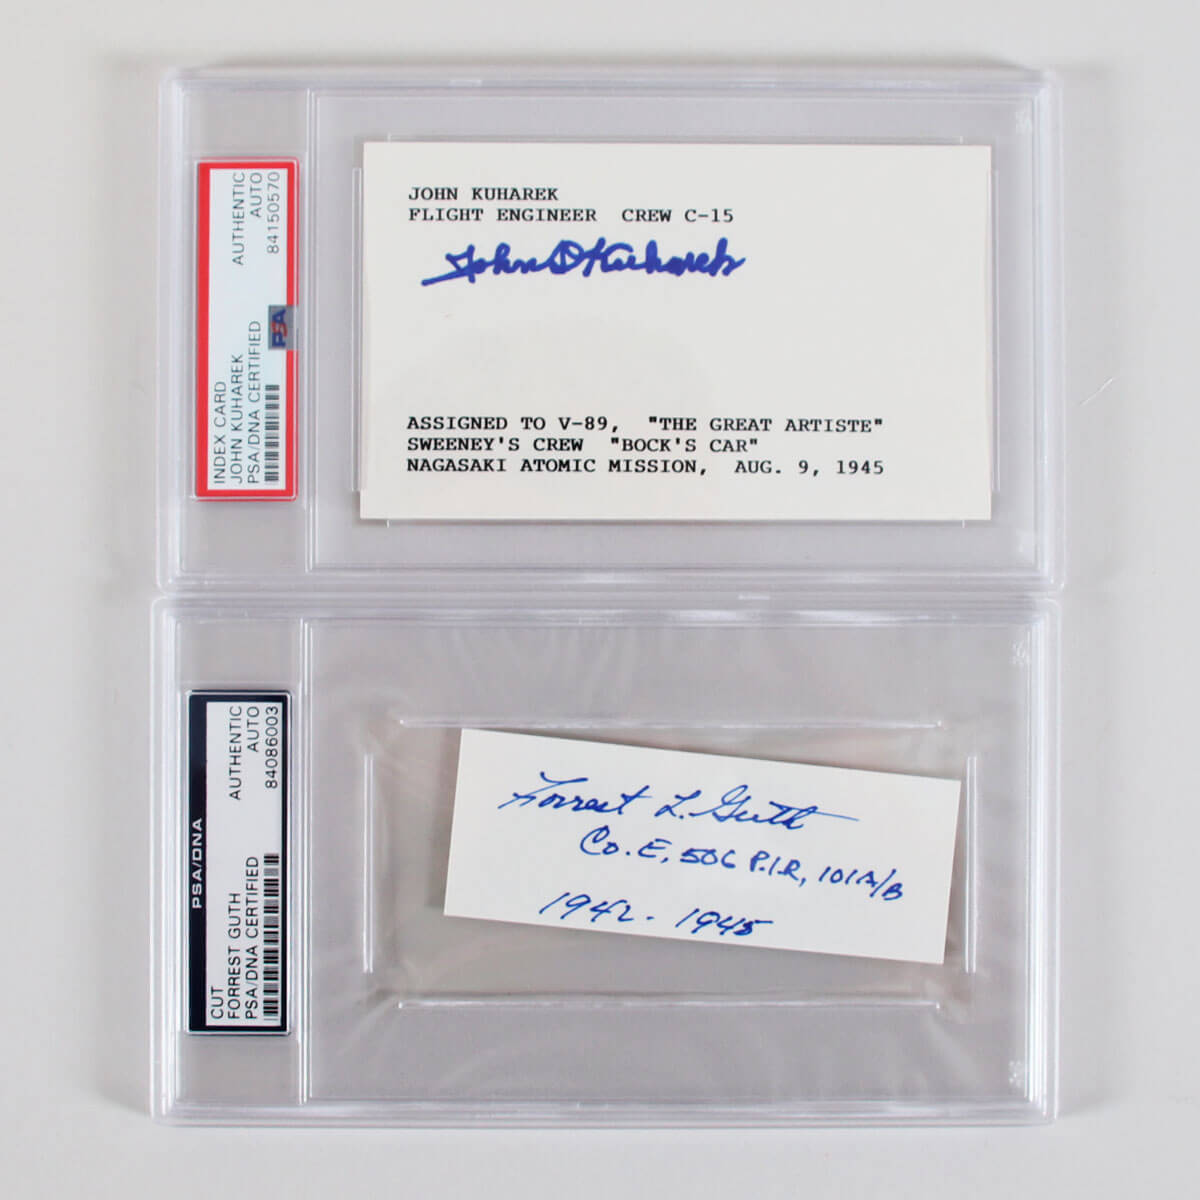 INDEX CARD
JOHN KUHAREK
PSA/DNA CERTIFIED
AUTHENTIC
AUTO
84150570
PSA
JOHN KUHAREK
FLIGHT ENGINEER CREW C-15
John D Kuharek
ASSIGNED TO V-89, "THE GREAT ARTISTE"
SWEENEY'S CREW "BOCK'S CAR"
NAGASAKI ATOMIC MISSION, AUG. 9, 1945
PSA/DNA
CUT
FORREST GUTH
PSA/DNA CERTIFIED
AUTHENTIC
AUTO
84086003
Forrest L. Guth
Co. E, 506 P.I.R, 101 A/B
1942 - 1945